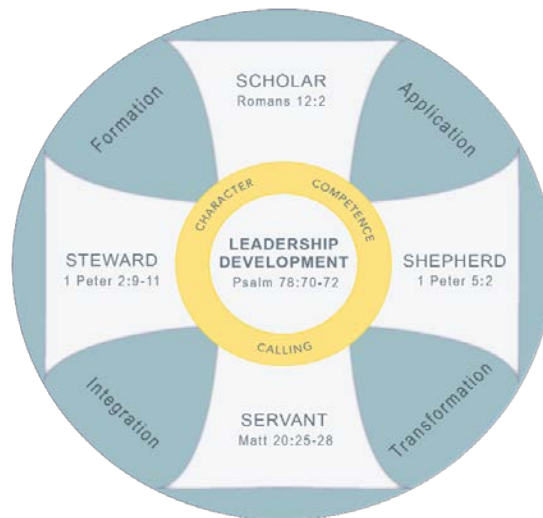 SCHOLAR
Romans 12:2
Formation
Application
CHARACTER
COMPETENCE
LEADERSHIP
DEVELOPMENT
Psalm 78:70-72
STEWARD
1 Peter 2:9-11
SHEPHERD
1 Peter 5:2
CALLING
Integration
Transformation
SERVANT
Matt 20:25-28